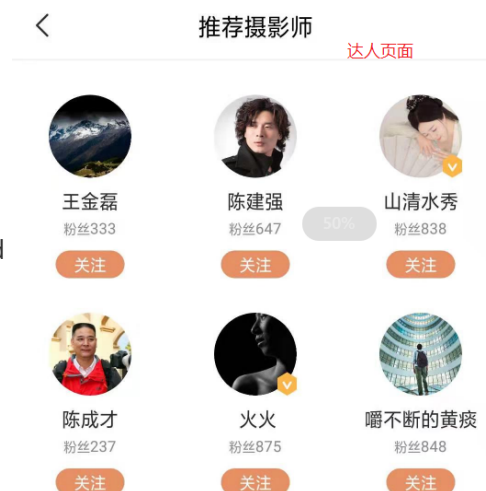 推荐摄影师
达人页面
王金磊 陈建强 山清水秀
粉丝333 粉丝647 粉丝838
50%
关注 关注 关注
陈成才 火火 嚼不断的黄痰
粉丝237 粉丝875 粉丝848
关注 关注 关注